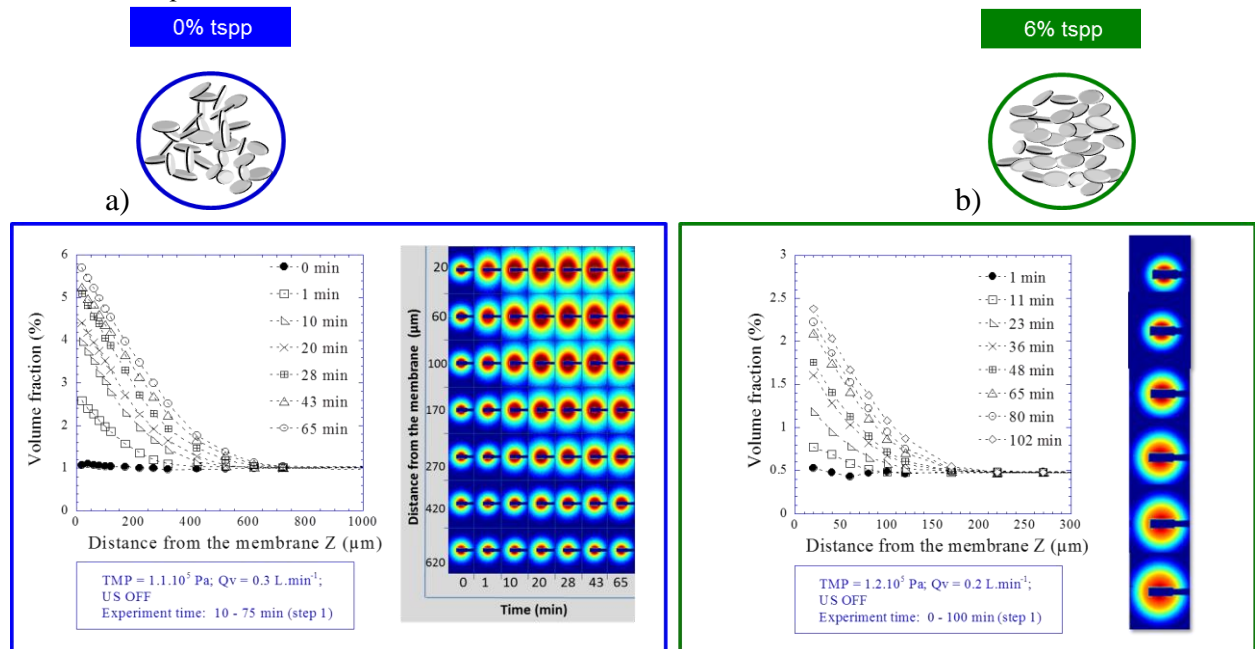 0% tspp
6% tspp
a)
b)
6
5
4
3
2
1
0
Volume fraction (%)
0 min
1 min
10 min
20 min
28 min
43 min
65 min
0 200 400 600 800 1000
Distance from the membrane Z (µm)
TMP = 1.1.10⁵ Pa; Qv = 0.3 L.min⁻¹;
US OFF
Experiment time: 10 - 75 min (step 1)
Distance from the membrane (µm)
20
60
100
170
270
420
620
0 1 10 20 28 43 65
Time (min)
3
2.5
2
1.5
1
0.5
0
Volume fraction (%)
1 min
11 min
23 min
36 min
48 min
65 min
80 min
102 min
0 50 100 150 200 250 300
Distance from the membrane Z (µm)
TMP = 1.2.10⁵ Pa; Qv = 0.2 L.min⁻¹;
US OFF
Experiment time: 0 - 100 min (step 1)